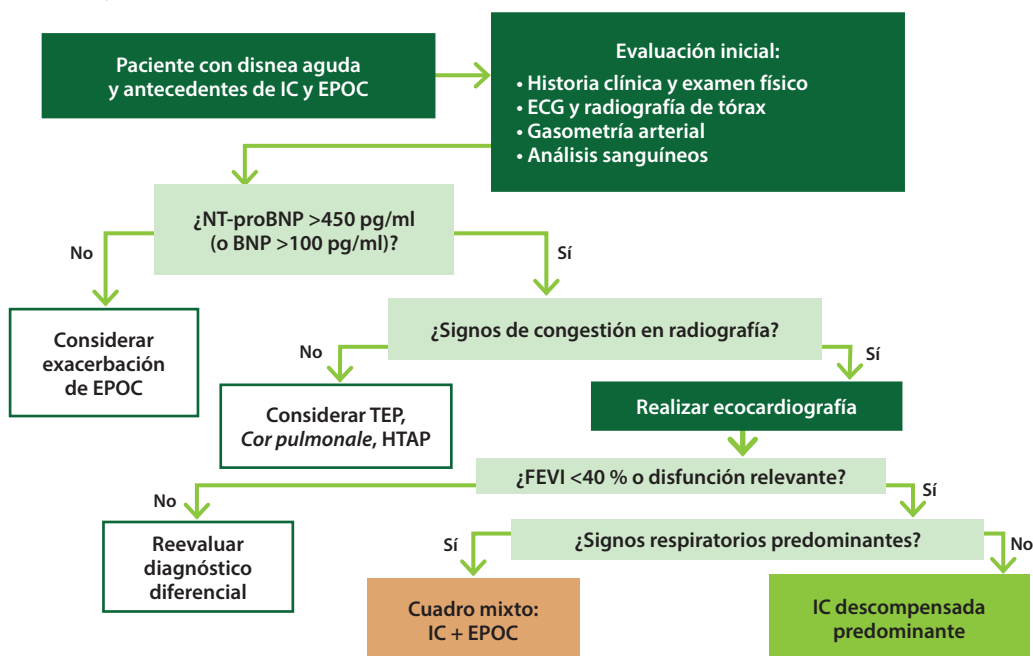 Paciente con disnea aguda
y antecedentes de IC y EPOC
Evaluación inicial:
• Historia clínica y examen físico
• ECG y radiografía de tórax
• Gasometría arterial
• Análisis sanguíneos
¿NT-proBNP >450 pg/ml
(o BNP >100 pg/ml)?
No
Sí
Considerar
exacerbación
de EPOC
¿Signos de congestión en radiografía?
No
Sí
Considerar TEP,
Cor pulmonale, HTAP
Realizar ecocardiografía
¿FEVI <40 % o disfunción relevante?
No
Sí
Reevaluar
diagnóstico
diferencial
¿Signos respiratorios predominantes?
Sí
No
Cuadro mixto:
IC + EPOC
IC descompensada
predominante